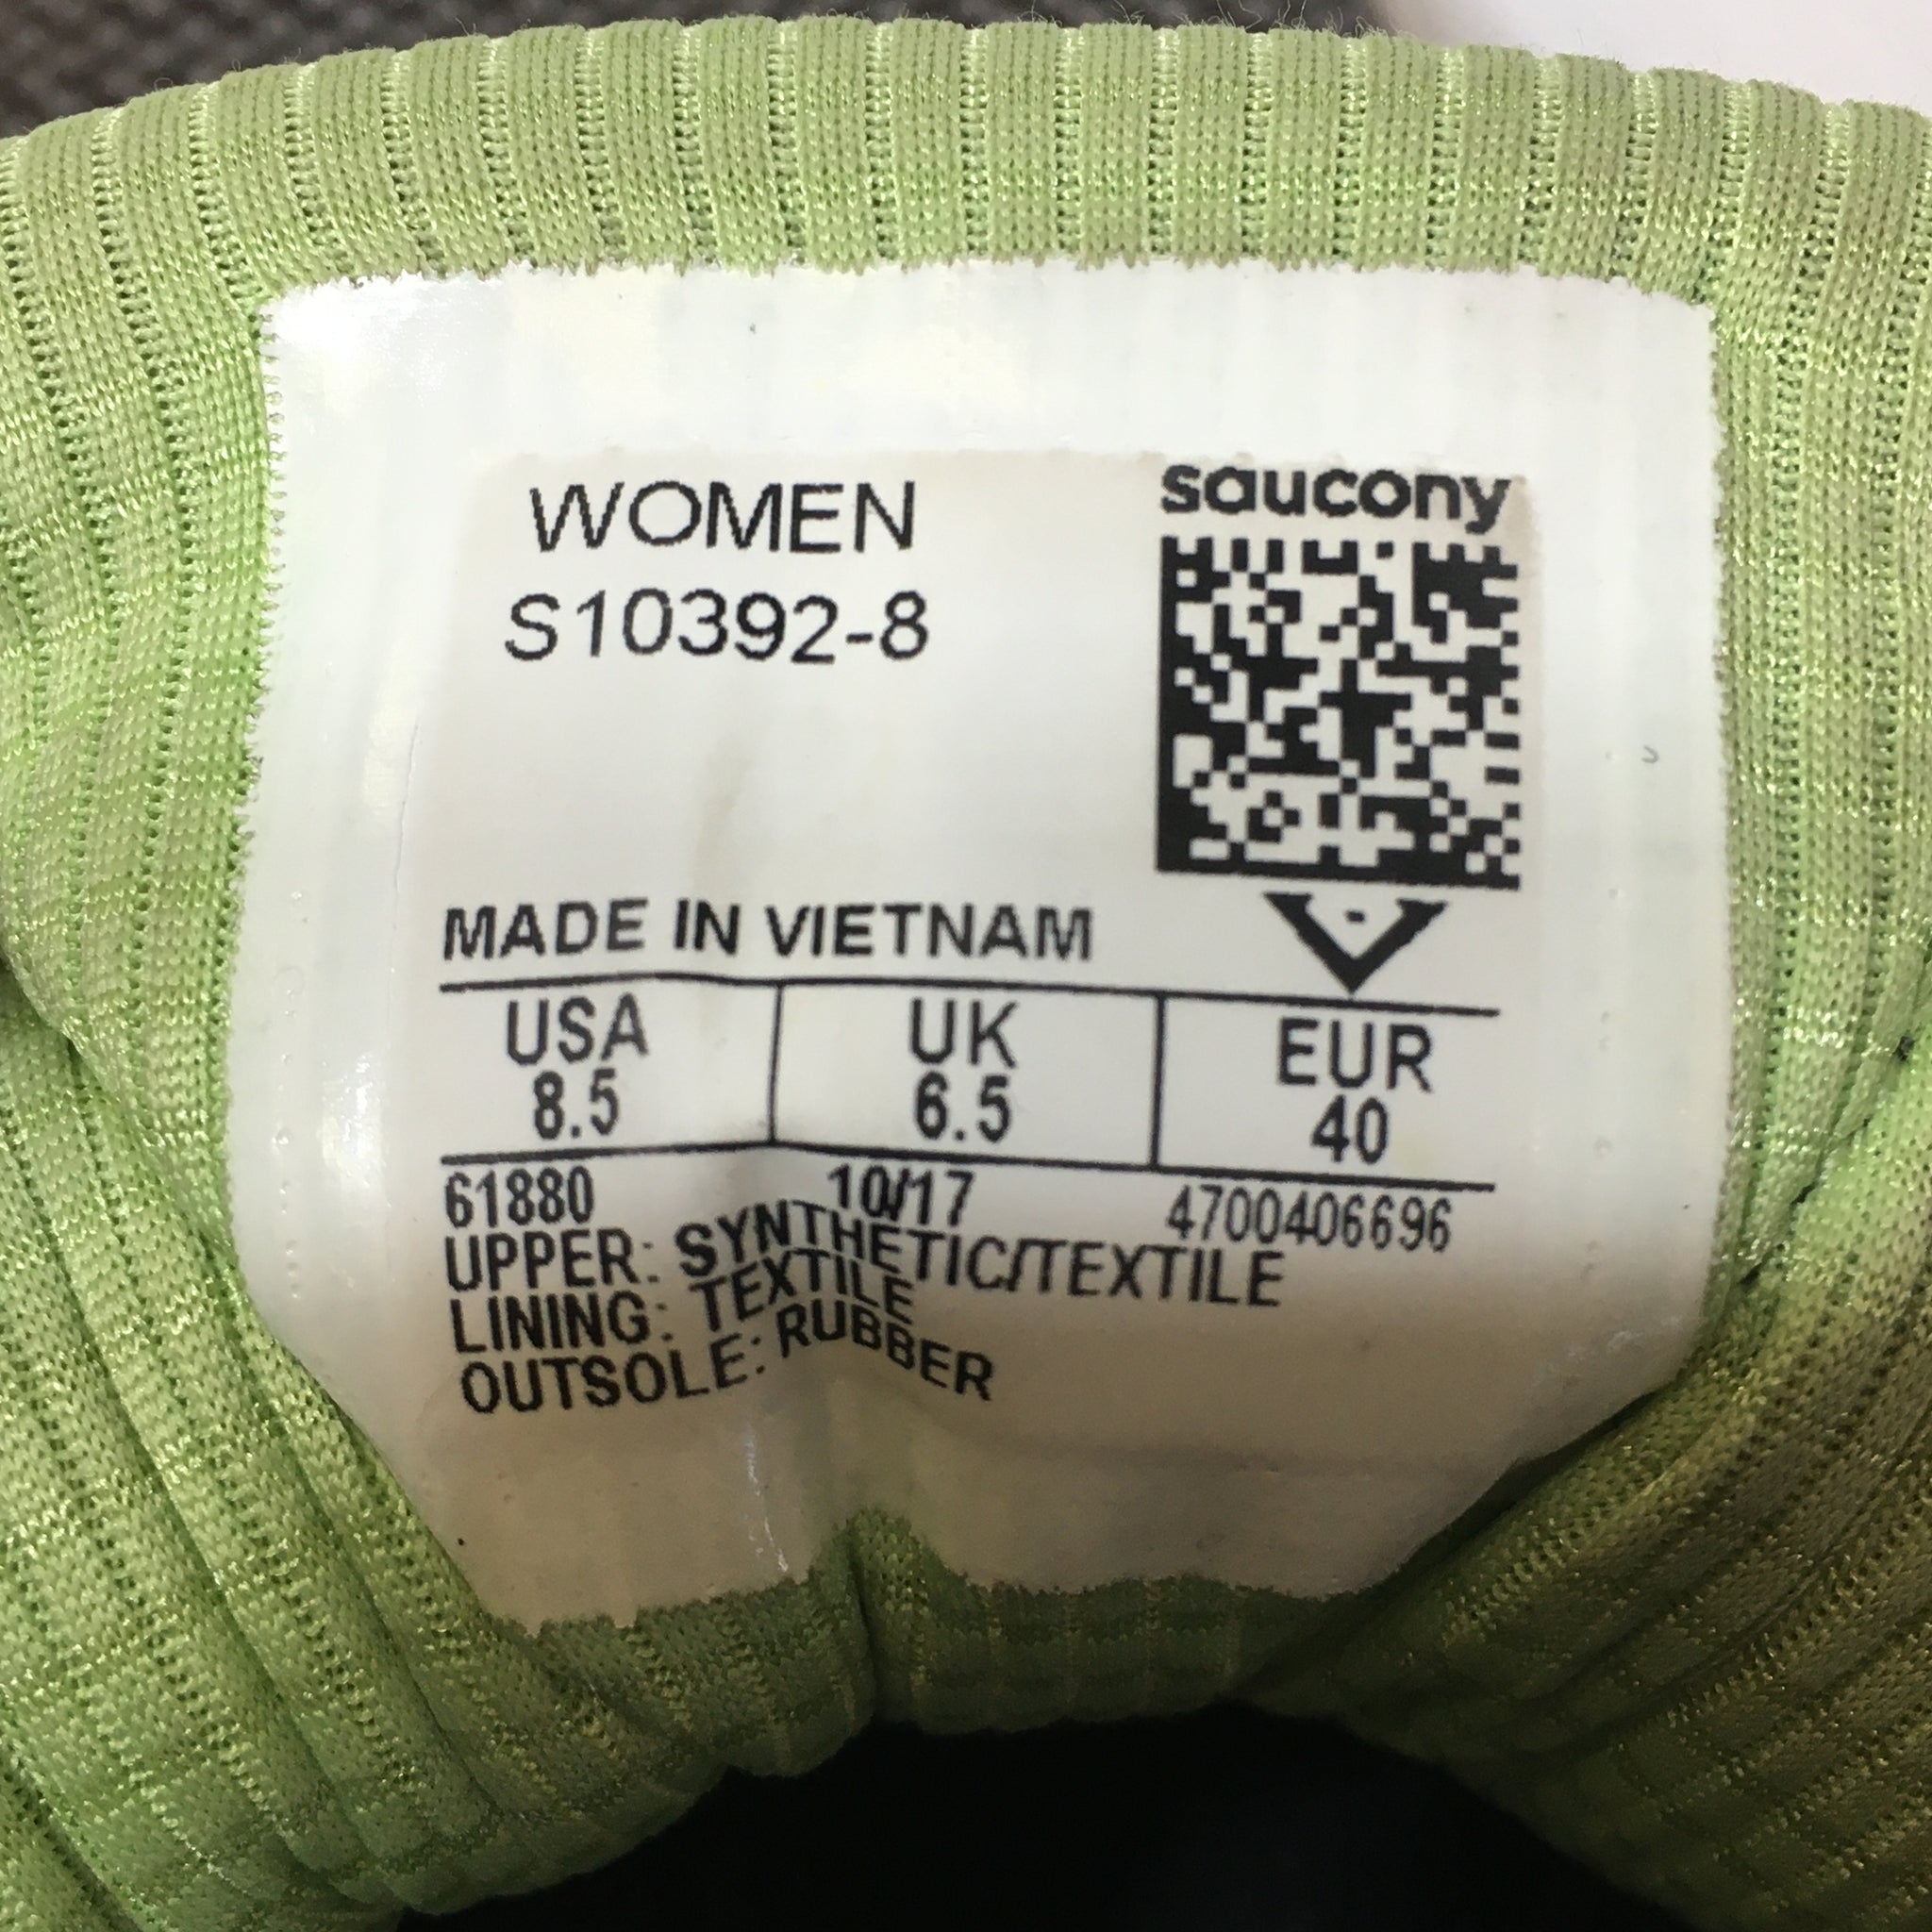 WOMEN
saucony
S10392-8
MADE IN VIETNAM
USA UK EUR
8.5 6.5 40
61880 10/17 4700406696
UPPER: SYNTHETIC/TEXTILE
LINING: TEXTILE
OUTSOLE: RUBBER